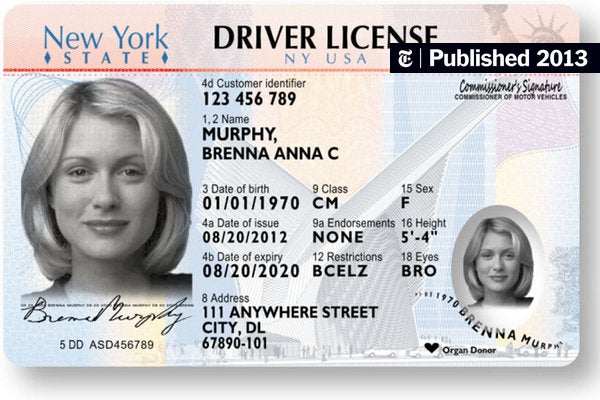 New York
STATE
DRIVER LICENSE
NY USA
T | Published 2013
Commissioner's Signature
COMMISSIONER OF MOTOR VEHICLES
4d Customer identifier
123 456 789
1,2 Name
MURPHY,
BRENNA ANNA C
3 Date of birth 9 Class 15 Sex
01/01/1970 CM F
4a Date of issue 9a Endorsements 16 Height
08/20/2012 NONE 5'-4"
4b Date of expiry 12 Restrictions 18 Eyes
08/20/2020 BCELZ BRO
8 Address
111 ANYWHERE STREET
CITY, DL
67890-101
Brenna Murphy
5 DD ASD456789
1970 BRENNA MURPH
Organ Donor